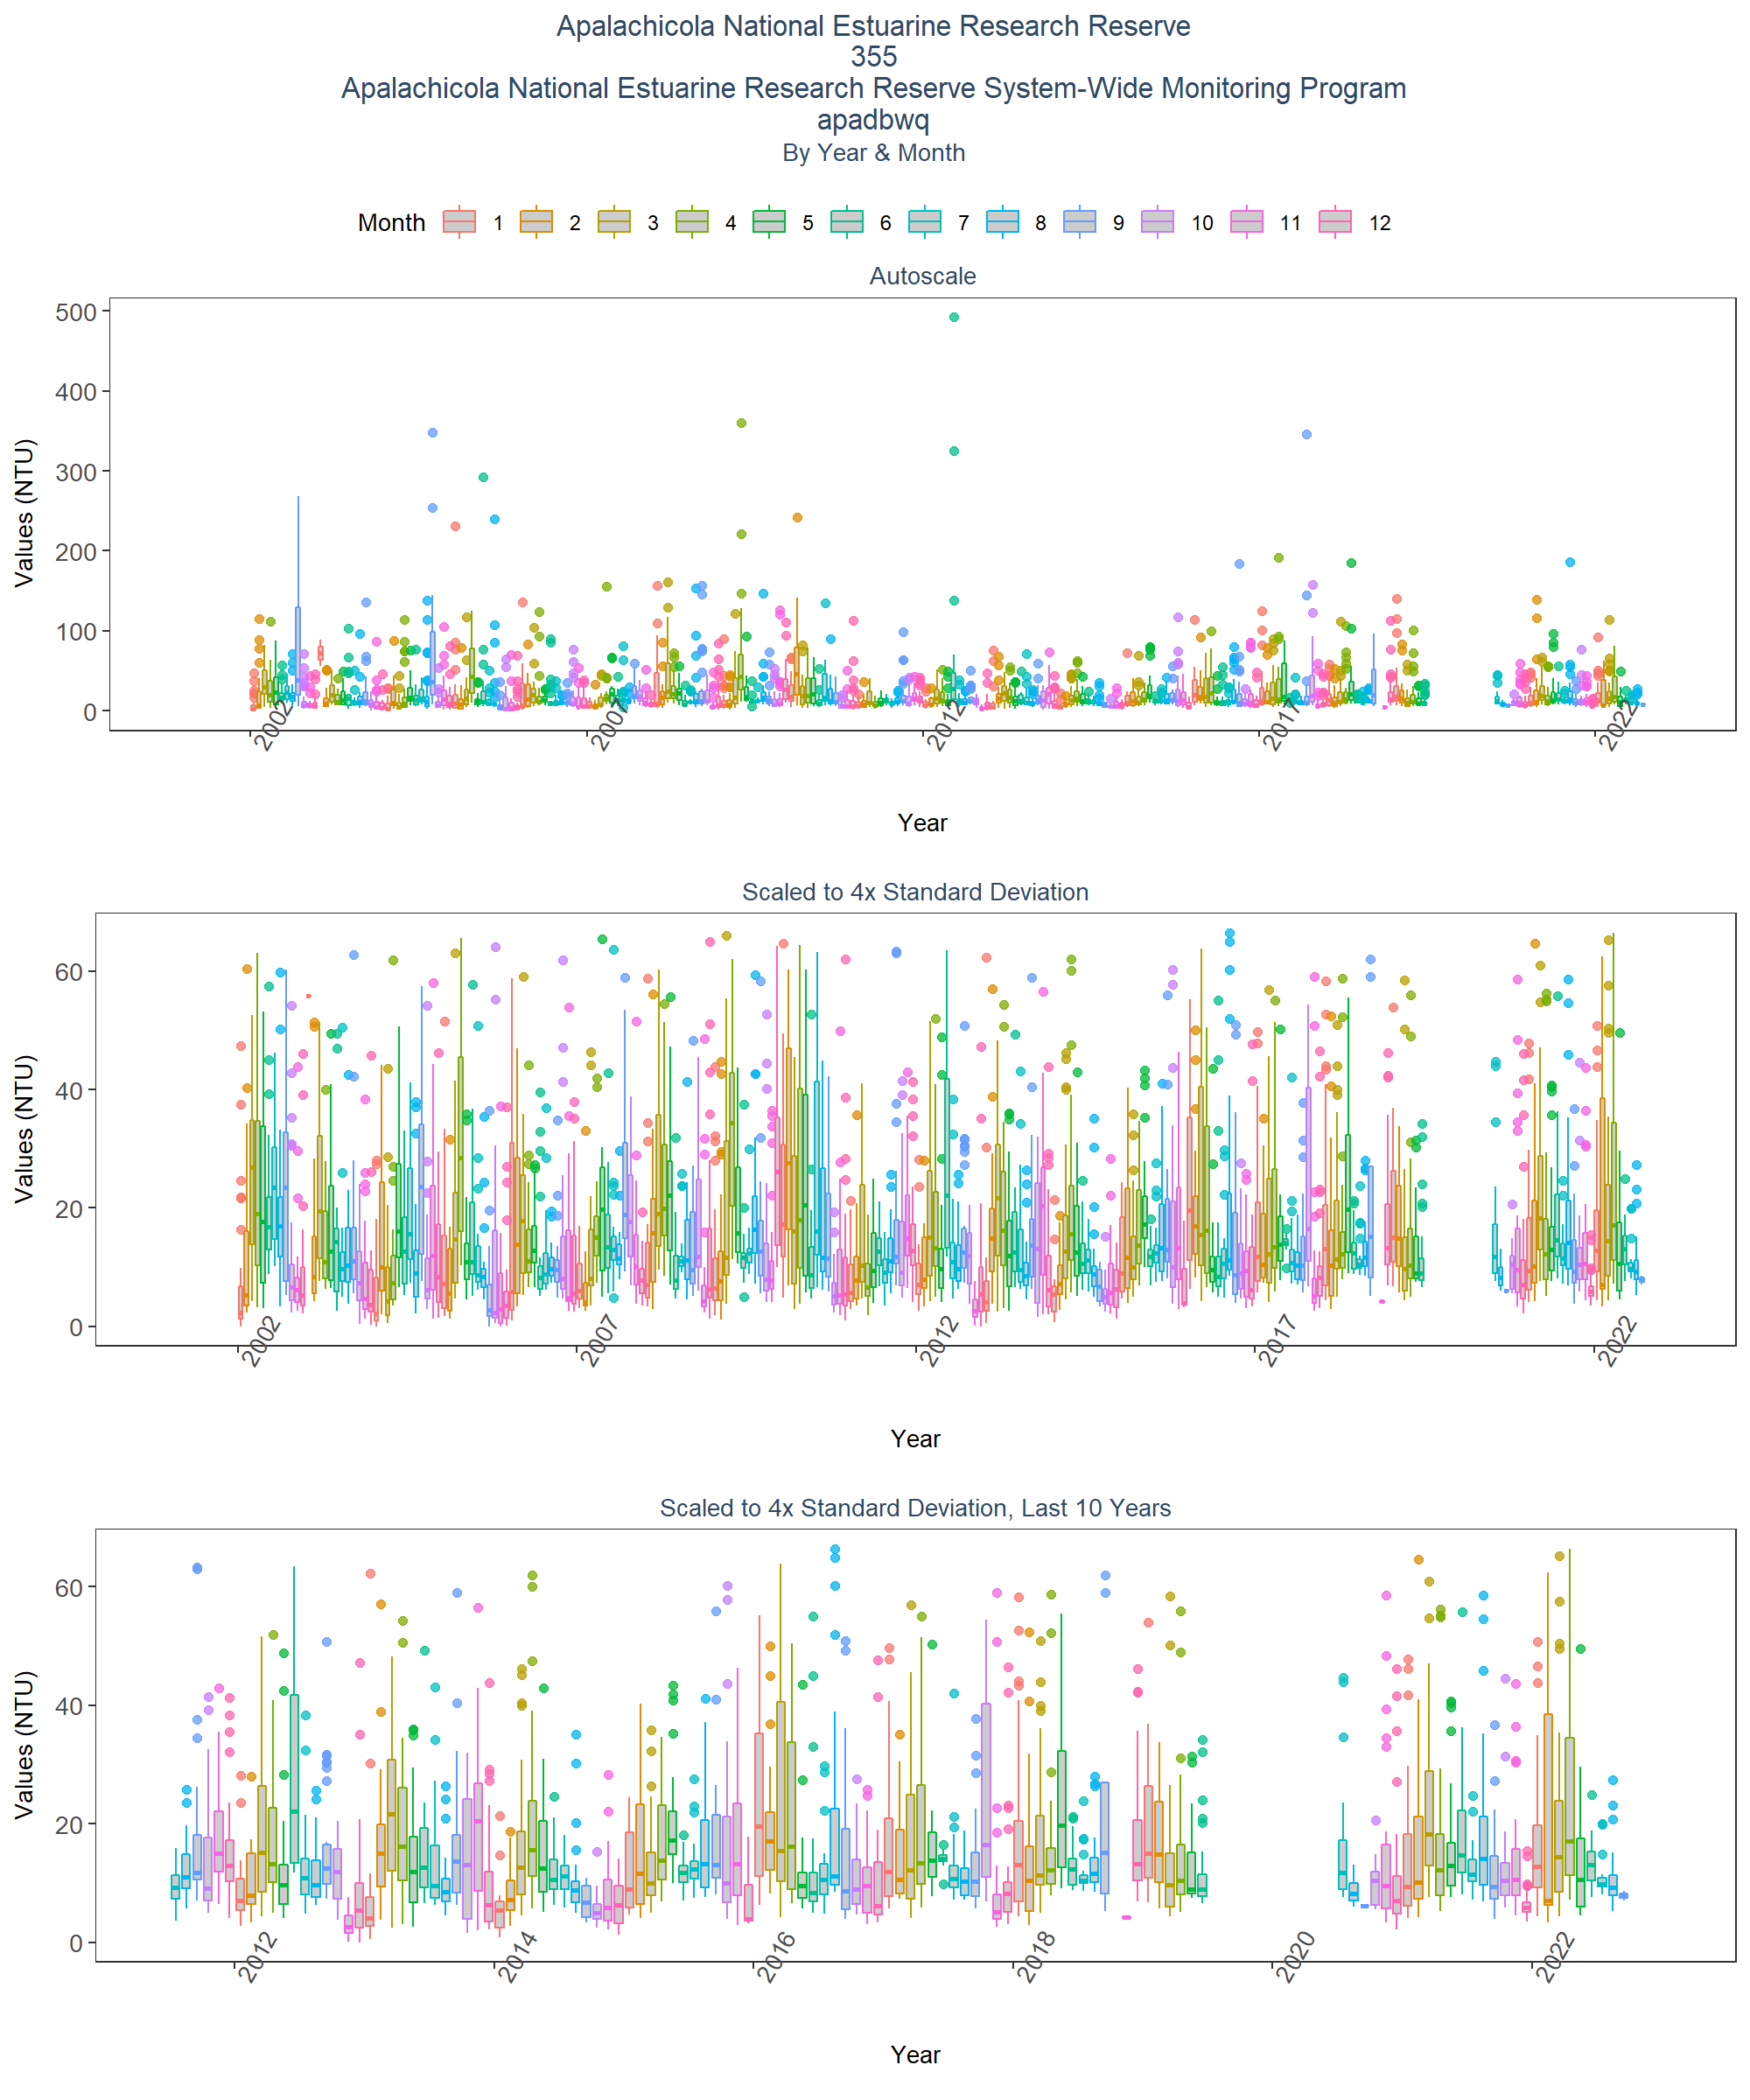 Apalachicola National Estuarine Research Reserve
355
Apalachicola National Estuarine Research Reserve System-Wide Monitoring Program
apadbwq
By Year & Month
Month 1 2 3 4 5 6 7 8 9 10 11 12
Autoscale
Values (NTU)
500
400
300
200
100
0
2002 2007 2012 2017 2022
Year
Scaled to 4x Standard Deviation
Values (NTU)
60
40
20
0
2002 2007 2012 2017 2022
Year
Scaled to 4x Standard Deviation, Last 10 Years
Values (NTU)
60
40
20
0
2012 2014 2016 2018 2020 2022
Year